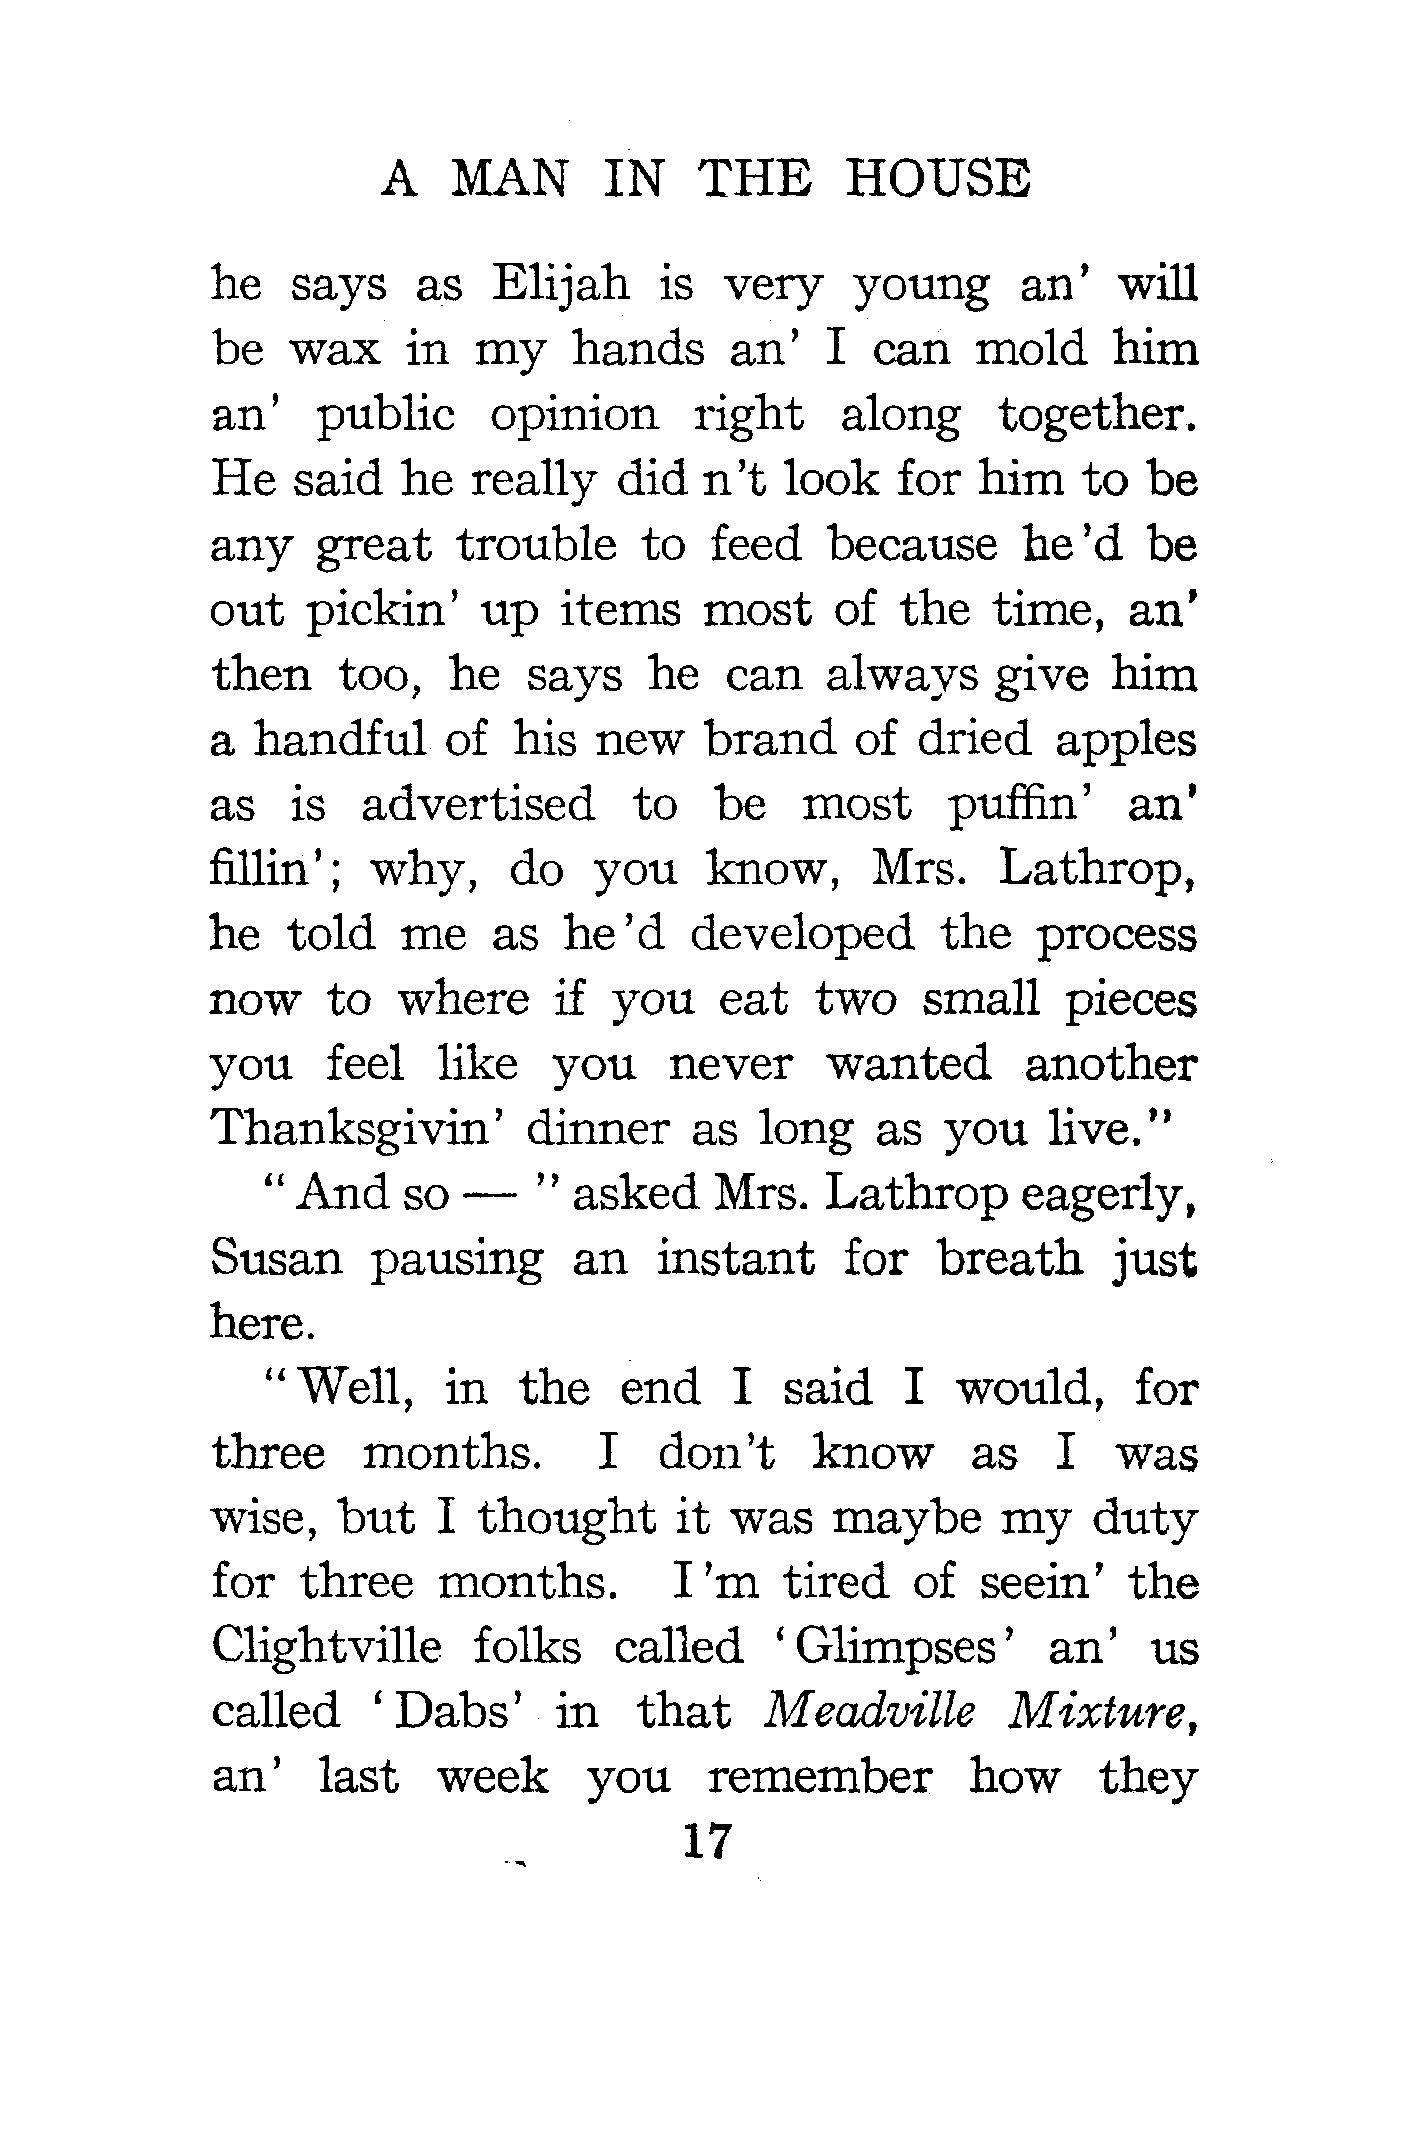 A MAN IN THE HOUSE
he says as Elijah is very young an' will
be wax in my hands an' I can mold him
an' public opinion right along together.
He said he really did n't look for him to be
any great trouble to feed because he 'd be
out pickin' up items most of the time, an'
then too, he says he can always give him
a handful of his new brand of dried apples
as is advertised to be most puffin' an'
fillin'; why, do you know, Mrs. Lathrop,
he told me as he 'd developed the process
now to where if you eat two small pieces
you feel like you never wanted another
Thanksgivin' dinner as long as you live."
"And so — " asked Mrs. Lathrop eagerly,
Susan pausing an instant for breath just
here.
"Well, in the end I said I would, for
three months. I don't know as I was
wise, but I thought it was maybe my duty
for three months. I 'm tired of seein' the
Clightville folks called 'Glimpses' an' us
called 'Dabs' in that Meadville Mixture,
an' last week you remember how they
17